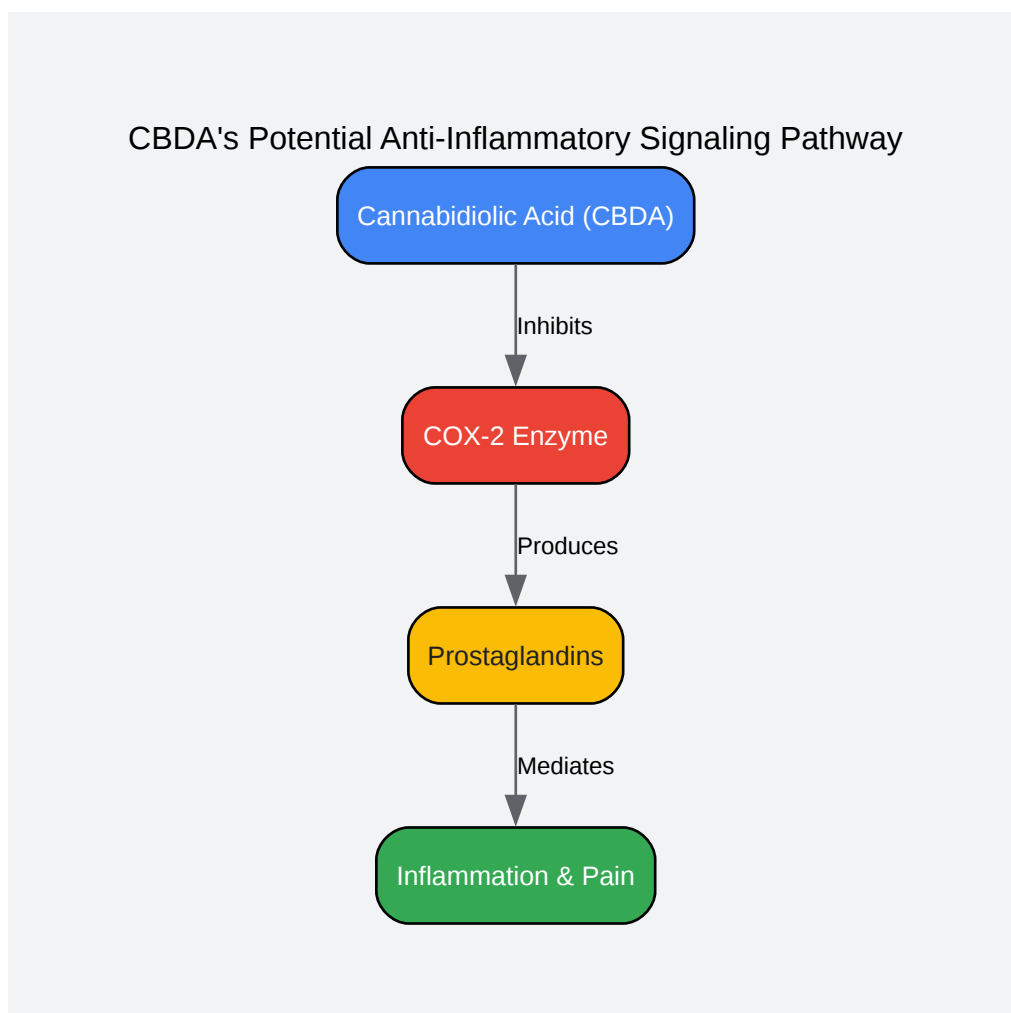 CBDA's Potential Anti-Inflammatory Signaling Pathway
Cannabidiolic Acid (CBDA)
Inhibits
COX-2 Enzyme
Produces
Prostaglandins
Mediates
Inflammation & Pain